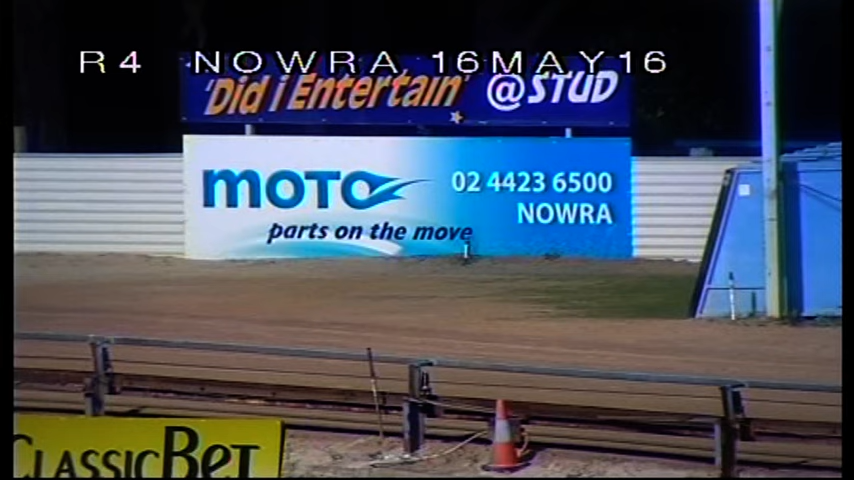 R4 NOWRA 16MAY16
'Did i Entertain' @STUD
MOTO
02 4423 6500
NOWRA
parts on the move
CLASSICBET